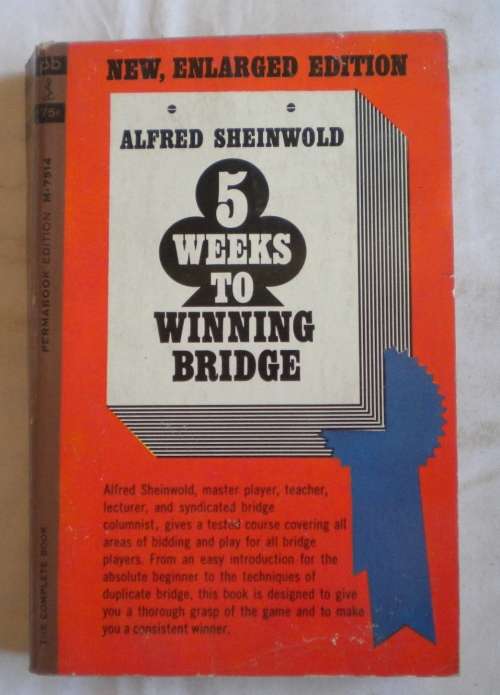 NEW, ENLARGED EDITION
ALFRED SHEINWOLD
5
WEEKS
TO
WINNING
BRIDGE
Alfred Sheinwold, master player, teacher,
lecturer, and syndicated bridge
columnist, gives a tested course covering all
areas of bidding and play for all bridge
players. From an easy introduction for the
absolute beginner to the techniques of
duplicate bridge, this book is designed to give
you a thorough grasp of the game and to make
you a consistent winner.
75¢
PERMABOOK EDITION M-7514
THE COMPLETE BOOK